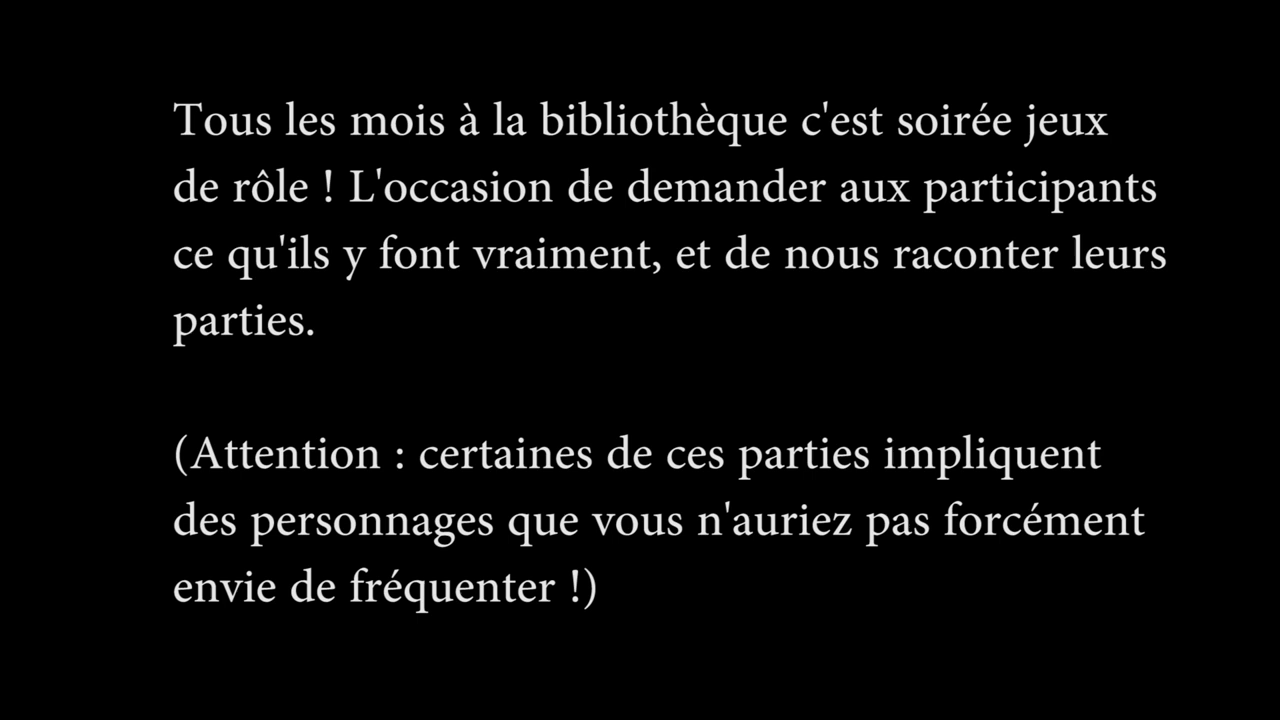 Tous les mois à la bibliothèque c'est soirée jeux
de rôle ! L'occasion de demander aux participants
ce qu'ils y font vraiment, et de nous raconter leurs
parties.
(Attention : certaines de ces parties impliquent
des personnages que vous n'auriez pas forcément
envie de fréquenter !)